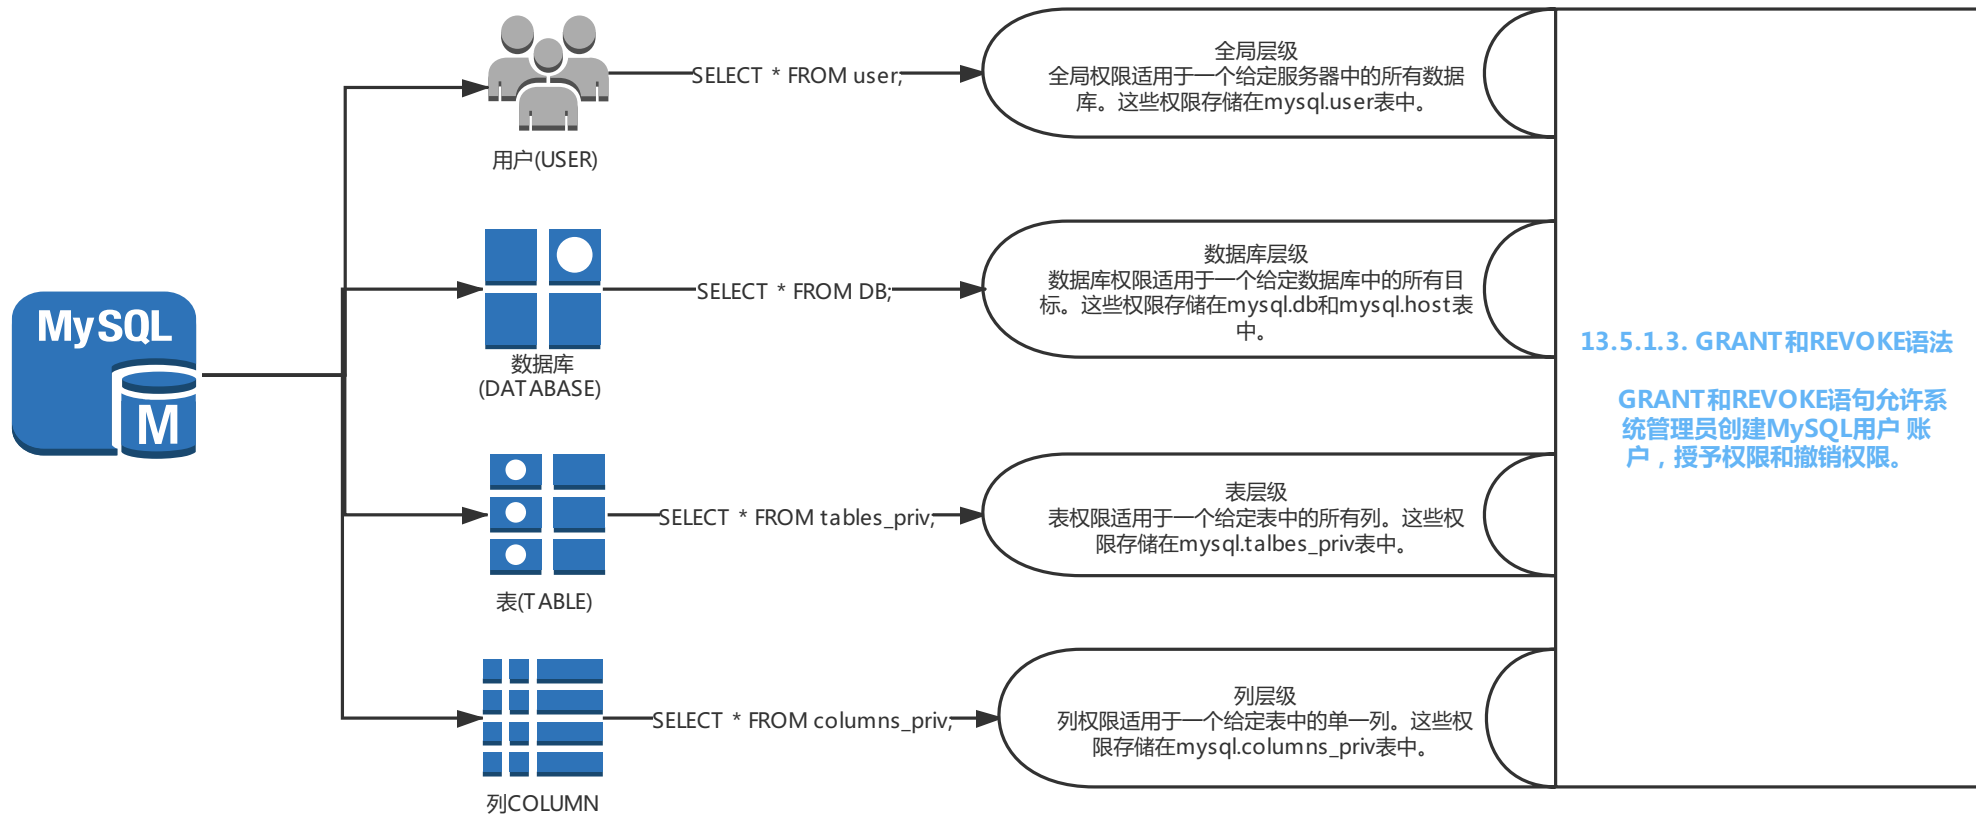 MySQL
M
用户(USER)
SELECT * FROM user;
全局层级
全局权限适用于一个给定服务器中的所有数据
库。这些权限存储在mysql.user表中。
数据库
(DATABASE)
SELECT * FROM DB;
数据库层级
数据库权限适用于一个给定数据库中的所有目
标。这些权限存储在mysql.db和mysql.host表
中。
表(TABLE)
SELECT * FROM tables_priv;
表层级
表权限适用于一个给定表中的所有列。这些权
限存储在mysql.talbes_priv表中。
列COLUMN
SELECT * FROM columns_priv;
列层级
列权限适用于一个给定表中的单一列。这些权
限存储在mysql.columns_priv表中。
13.5.1.3. GRANT和REVOKE语法
GRANT和REVOKE语句允许系
统管理员创建MySQL用户 账
户，授予权限和撤销权限。